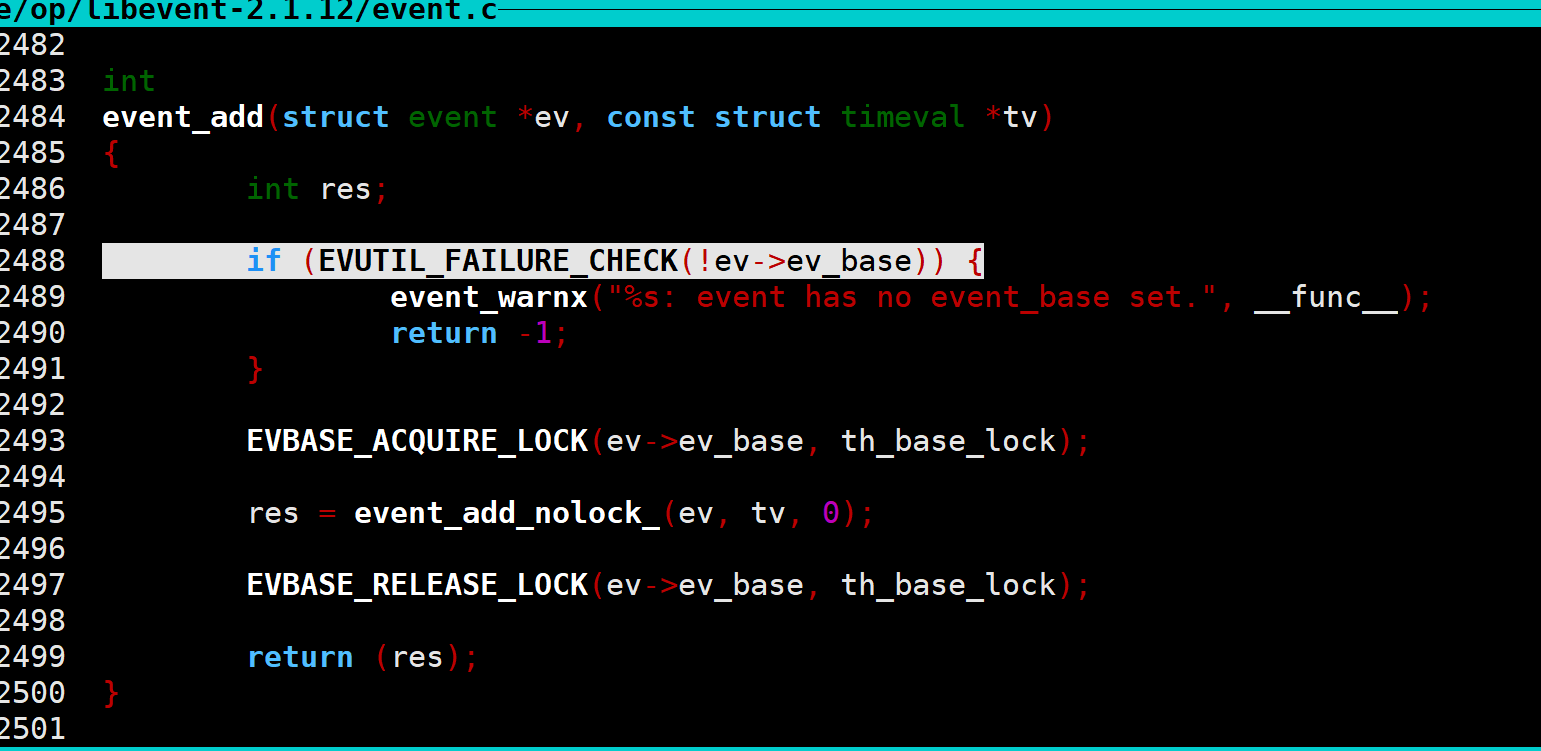 e/op/libevent-2.1.12/event.c
2482
2483 int
2484 event_add(struct event *ev, const struct timeval *tv)
2485 {
2486 int res;
2487
2488 if (EVUTIL_FAILURE_CHECK(!ev->ev_base)) {
2489 event_warnx("%s: event has no event_base set.", __func__);
2490 return -1;
2491 }
2492
2493 EVBASE_ACQUIRE_LOCK(ev->ev_base, th_base_lock);
2494
2495 res = event_add_nolock_(ev, tv, 0);
2496
2497 EVBASE_RELEASE_LOCK(ev->ev_base, th_base_lock);
2498
2499 return (res);
2500 }
2501